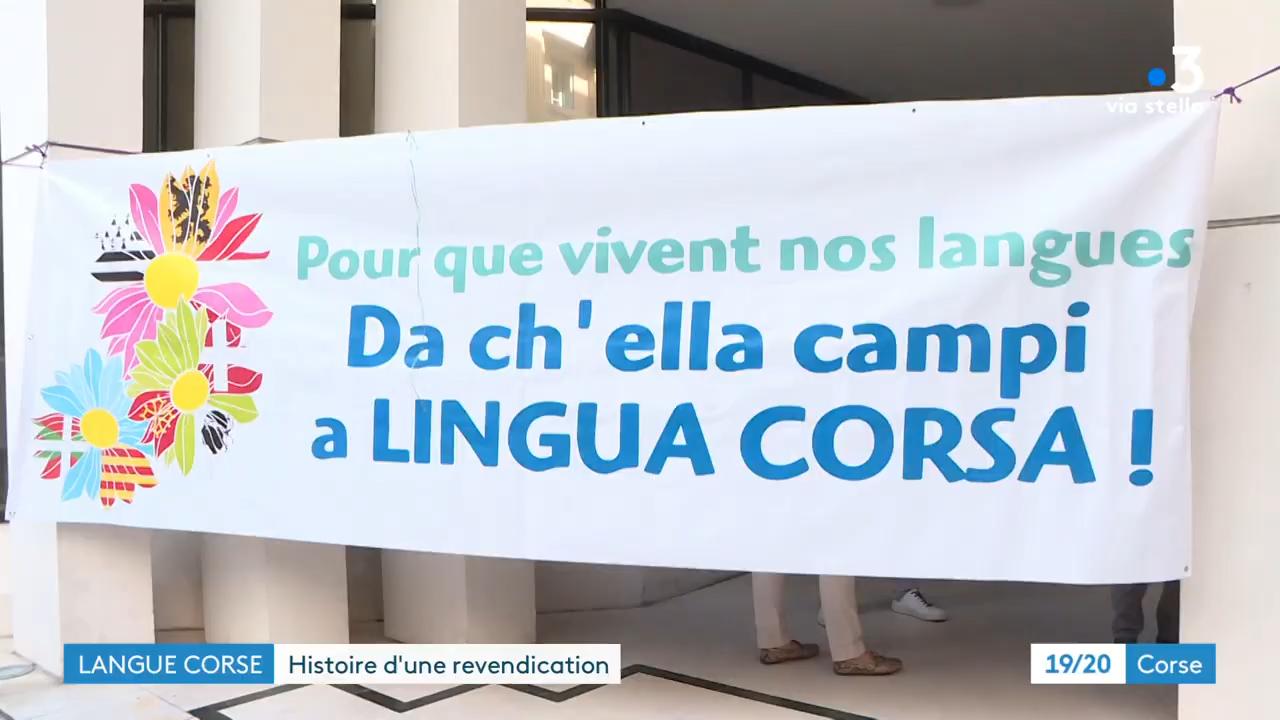 3
via stella
Pour que vivent nos langues
Da ch'ella campi
a LINGUA CORSA !
LANGUE CORSE Histoire d'une revendication
19/20 Corse